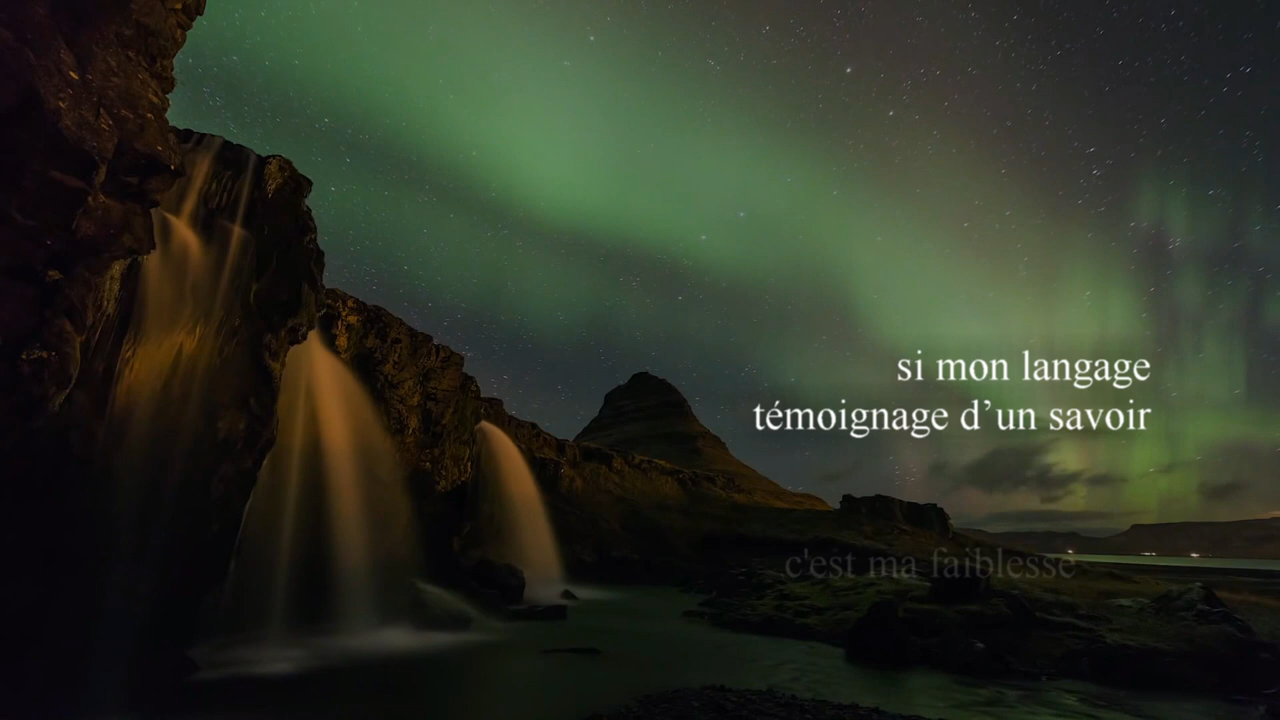 si mon langage
témoignage d’un savoir
c'est ma faiblesse